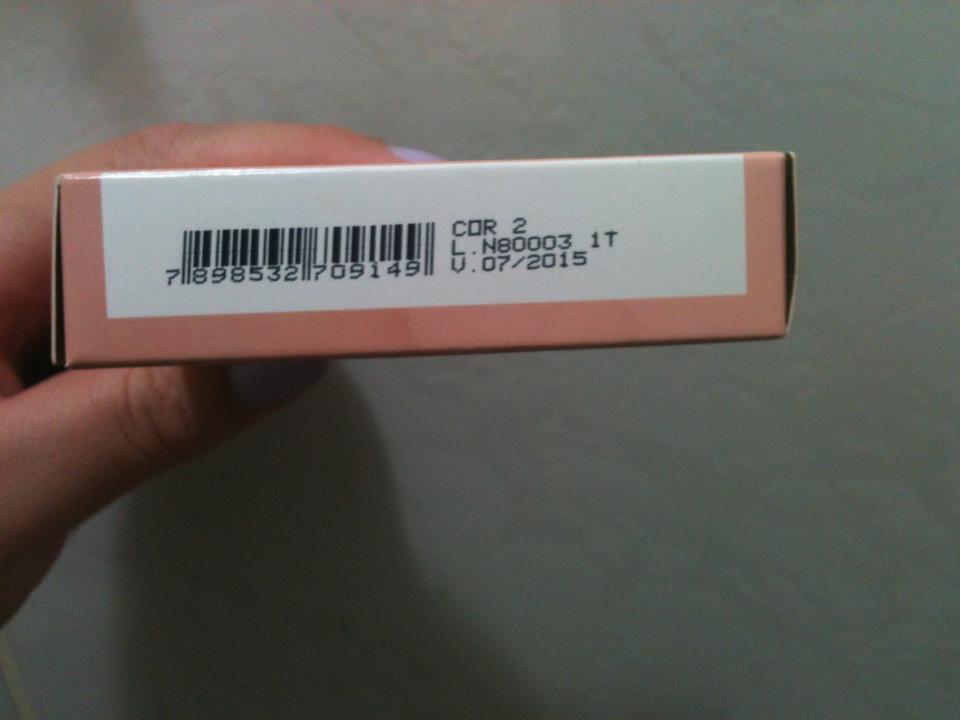 7 898532 709149
COR 2
L.N80003 1T
V.07/2015